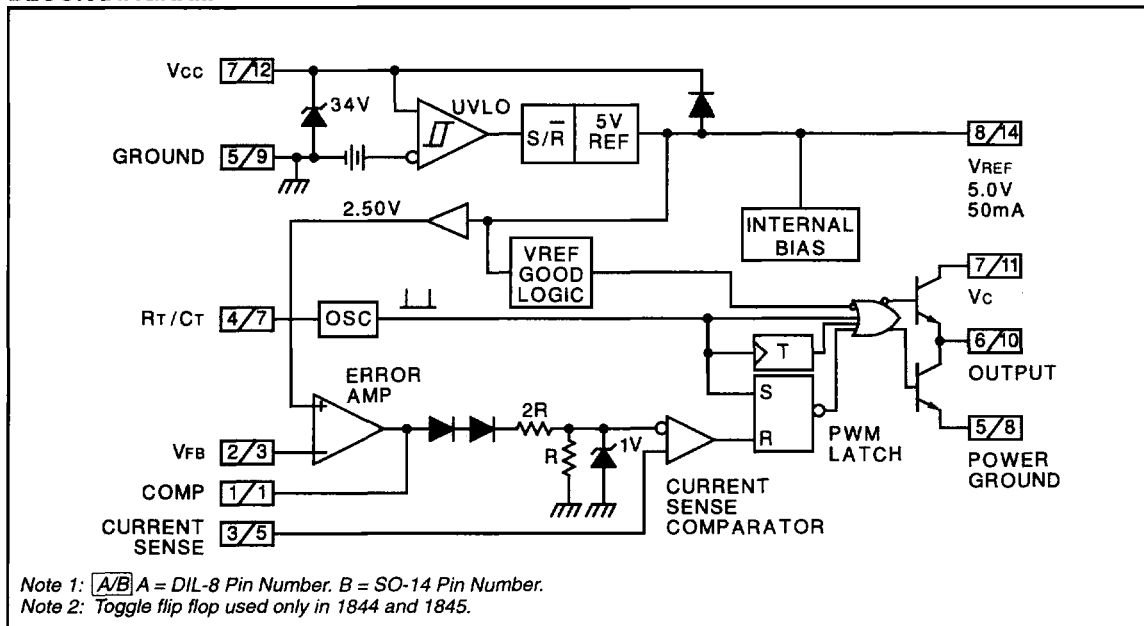 Vcc 7/12
34V
UVLO
S/R̅
5V REF
GROUND 5/9
8/14
VREF
5.0V
50mA
2.50V
INTERNAL
BIAS
VREF
GOOD
LOGIC
7/11
Vc
RT/CT 4/7
OSC
T
6/10
OUTPUT
ERROR
AMP
S
R
2R
R
1V
PWM
LATCH
5/8
POWER
GROUND
VFB 2/3
COMP 1/1
CURRENT
SENSE
COMPARATOR
CURRENT
SENSE 3/5
Note 1: A/B A = DIL-8 Pin Number. B = SO-14 Pin Number.
Note 2: Toggle flip flop used only in 1844 and 1845.